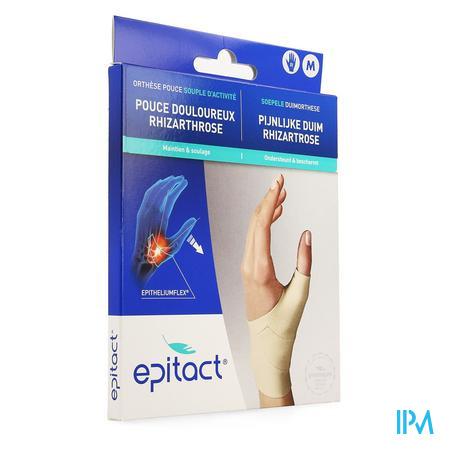 M
ORTHÈSE POUCE SOUPLE D'ACTIVITÉ
POUCE DOULOUREUX
RHIZARTHROSE
Maintien & soulage
SOEPELE DUIMORTHESE
PIJNLIJKE DUIM
RHIZARTROSE
Ondersteunt & beschermt
EPITHELIUMFLEX®
epitact®
epitact
IPM